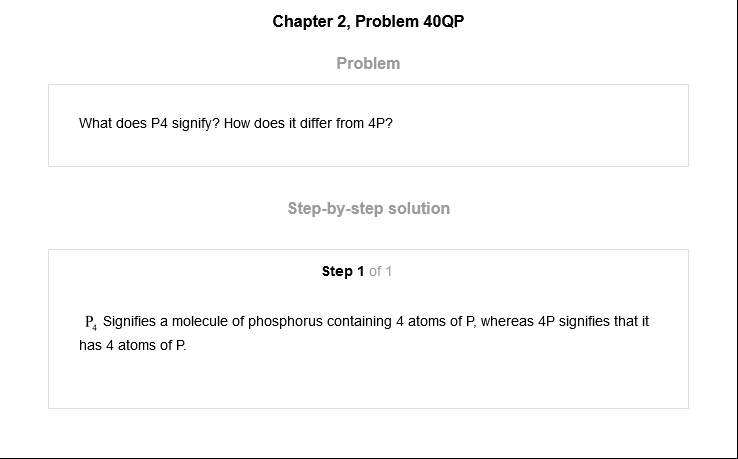 Chapter 2, Problem 40QP
Problem
What does P4 signify? How does it differ from 4P?
Step-by-step solution
Step 1 of 1
P₄ Signifies a molecule of phosphorus containing 4 atoms of P, whereas 4P signifies that it
has 4 atoms of P.